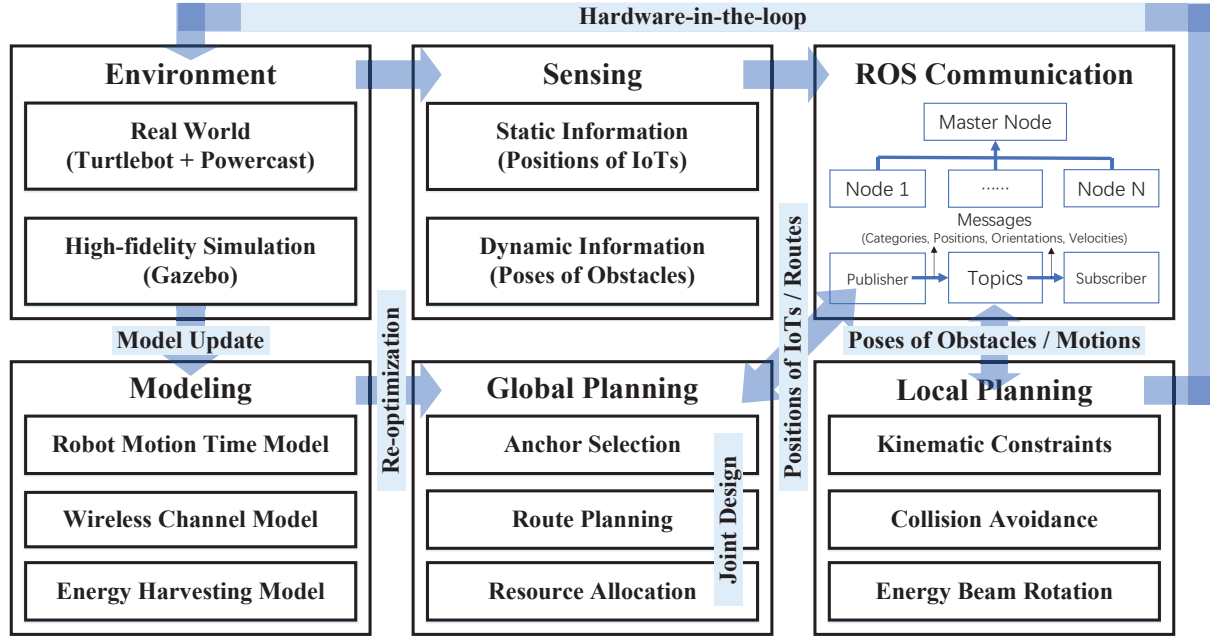 Hardware-in-the-loop
Environment
Real World
(Turtlebot + Powercast)
High-fidelity Simulation
(Gazebo)
Sensing
Static Information
(Positions of IoTs)
Dynamic Information
(Poses of Obstacles)
ROS Communication
Master Node
Node 1
......
Node N
Messages
(Categories, Positions, Orientations, Velocities)
Publisher
Topics
Subscriber
Model Update
Re-optimization
Positions of IoTs / Routes
Poses of Obstacles / Motions
Modeling
Robot Motion Time Model
Wireless Channel Model
Energy Harvesting Model
Global Planning
Anchor Selection
Route Planning
Resource Allocation
Joint Design
Local Planning
Kinematic Constraints
Collision Avoidance
Energy Beam Rotation